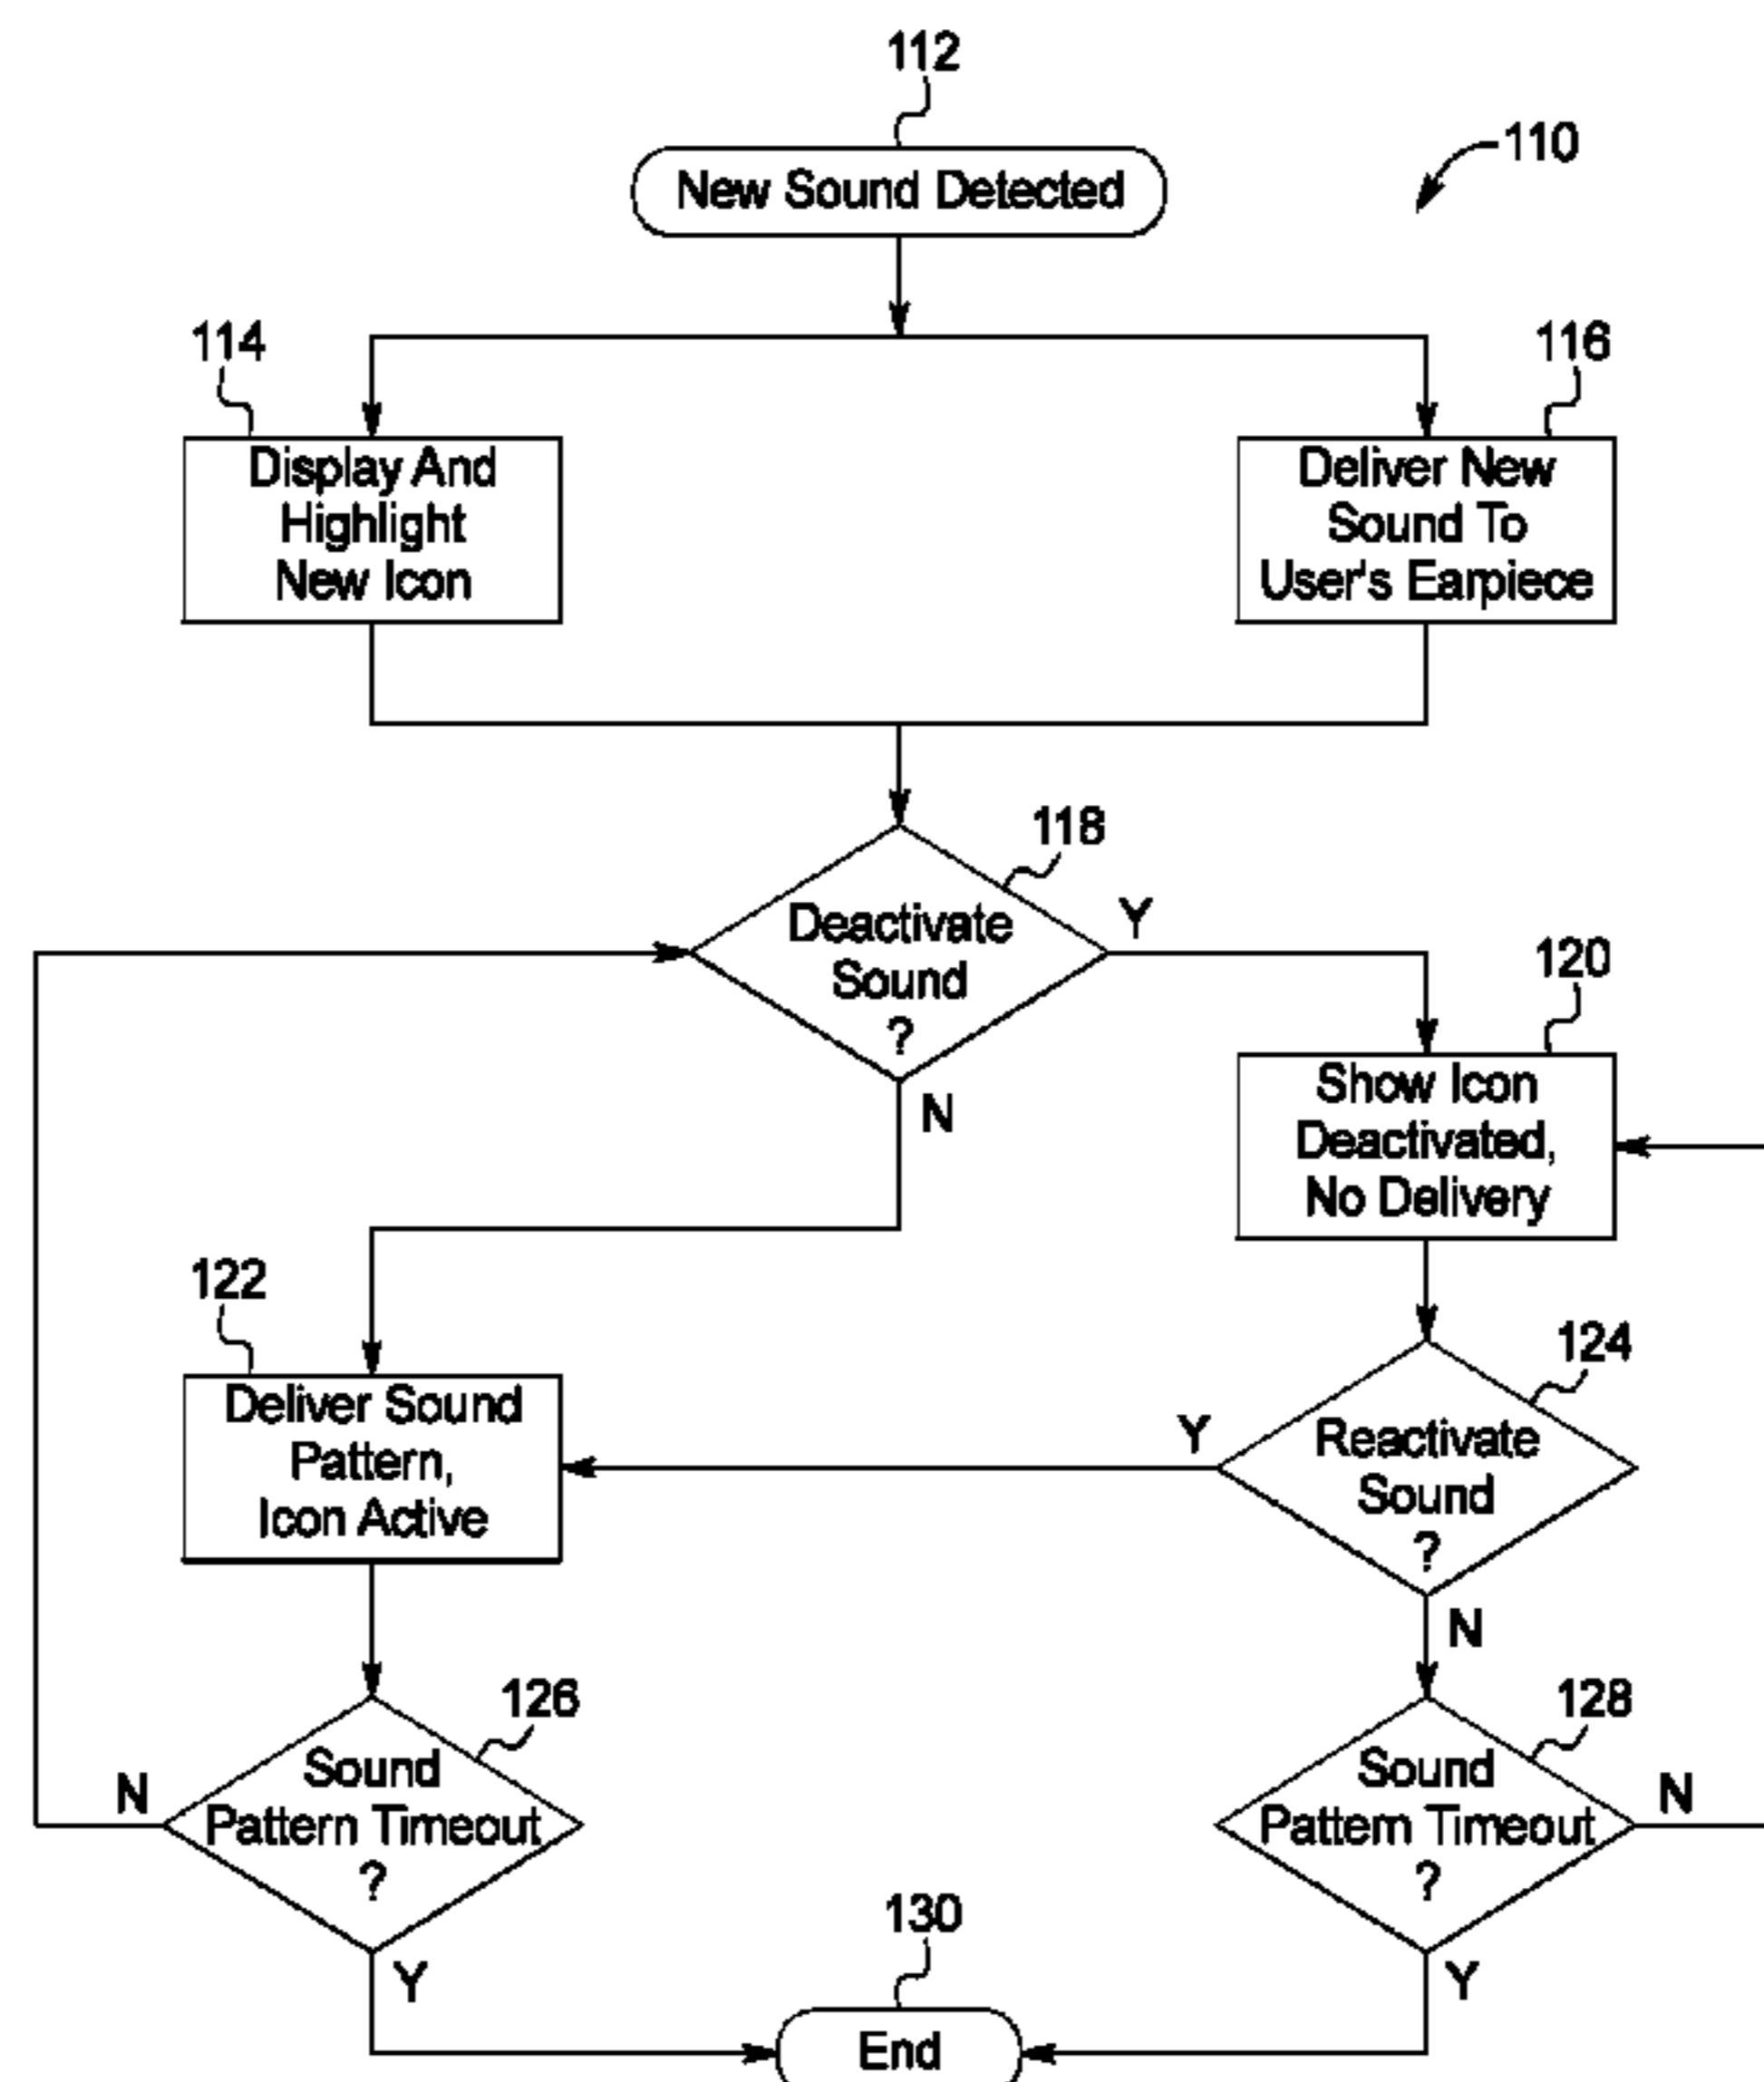 112
110
New Sound Detected
114
116
Display And
Highlight
New Icon
Deliver New
Sound To
User's Earpiece
118
Deactivate
Sound
?
Y
N
120
Show Icon
Deactivated,
No Delivery
122
Deliver Sound
Pattern,
Icon Active
124
Reactivate
Sound
?
Y
N
126
Sound
Pattern Timeout
?
N
Y
128
Sound
Pattern Timeout
?
N
Y
130
End